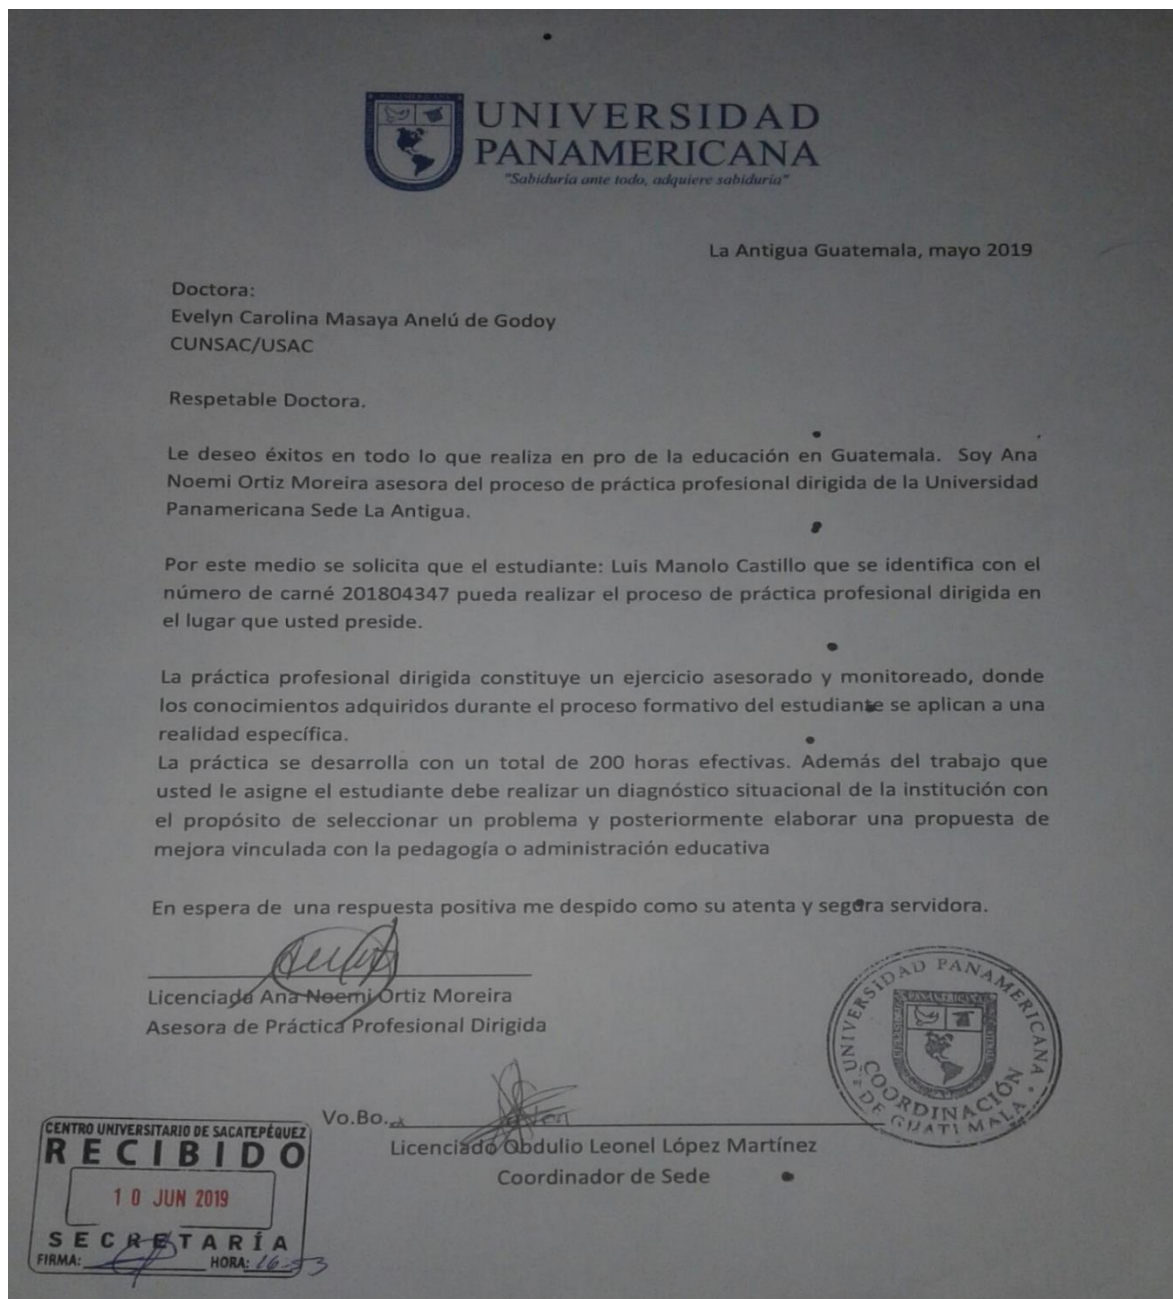 UNIVERSIDAD
PANAMERICANA
"Sabiduría ante todo, adquiere sabiduría"
La Antigua Guatemala, mayo 2019
Doctora:
Evelyn Carolina Masaya Anelú de Godoy
CUNSAC/USAC
Respetable Doctora.
Le deseo éxitos en todo lo que realiza en pro de la educación en Guatemala. Soy Ana
Noemi Ortiz Moreira asesora del proceso de práctica profesional dirigida de la Universidad
Panamericana Sede La Antigua.
Por este medio se solicita que el estudiante: Luis Manolo Castillo que se identifica con el
número de carné 201804347 pueda realizar el proceso de práctica profesional dirigida en
el lugar que usted preside.
La práctica profesional dirigida constituye un ejercicio asesorado y monitoreado, donde
los conocimientos adquiridos durante el proceso formativo del estudiante se aplican a una
realidad específica.
La práctica se desarrolla con un total de 200 horas efectivas. Además del trabajo que
usted le asigne el estudiante debe realizar un diagnóstico situacional de la institución con
el propósito de seleccionar un problema y posteriormente elaborar una propuesta de
mejora vinculada con la pedagogía o administración educativa
En espera de una respuesta positiva me despido como su atenta y segura servidora.
Licenciada Ana Noemi Ortiz Moreira
Asesora de Práctica Profesional Dirigida
UNIVERSIDAD PANAMERICANA
COORDINACIÓN
DE GUATEMALA
Vo.Bo.
Licenciado Obdulio Leonel López Martínez
Coordinador de Sede
CENTRO UNIVERSITARIO DE SACATEPÉQUEZ
RECIBIDO
10 JUN 2019
SECRETARÍA
FIRMA: HORA: 16-53